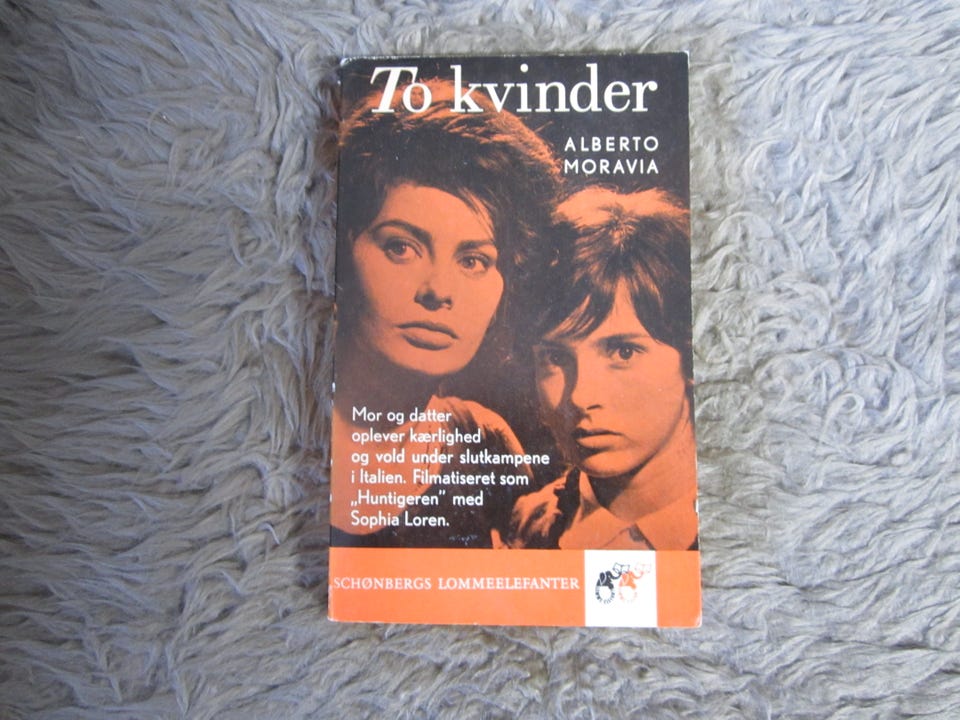 To kvinder
ALBERTO
MORAVIA
Mor og datter
oplever kærlighed
og vold under slutkampene
i Italien. Filmatiseret som
„Huntigeren” med
Sophia Loren.
SCHØNBERGS LOMMEELEFANTER